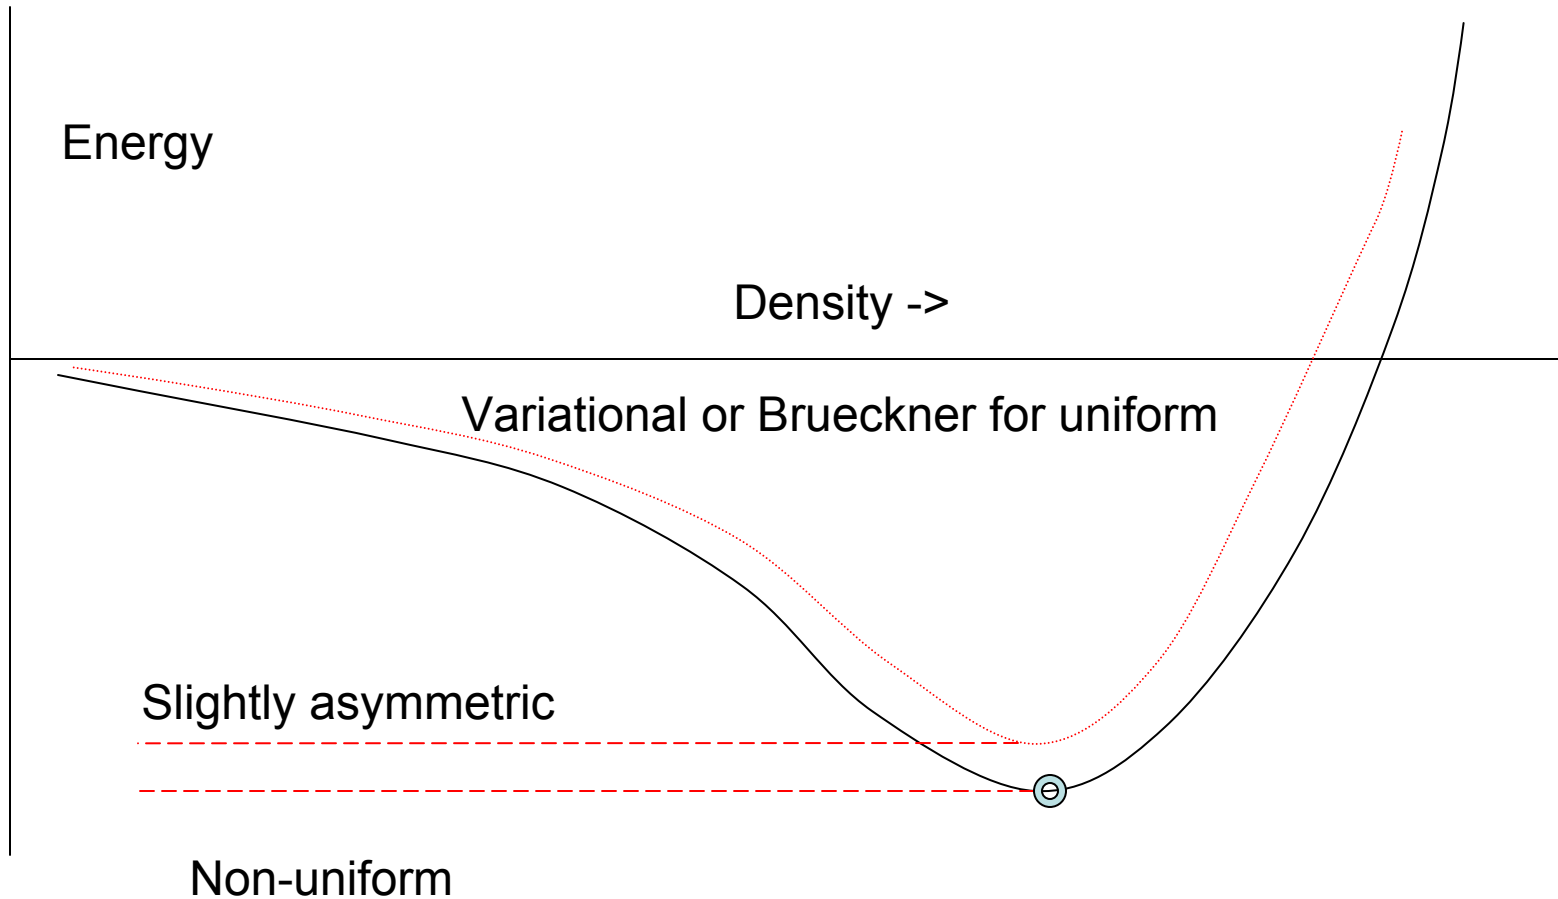 Energy
Density ->
Variational or Brueckner for uniform
Slightly asymmetric
Non-uniform